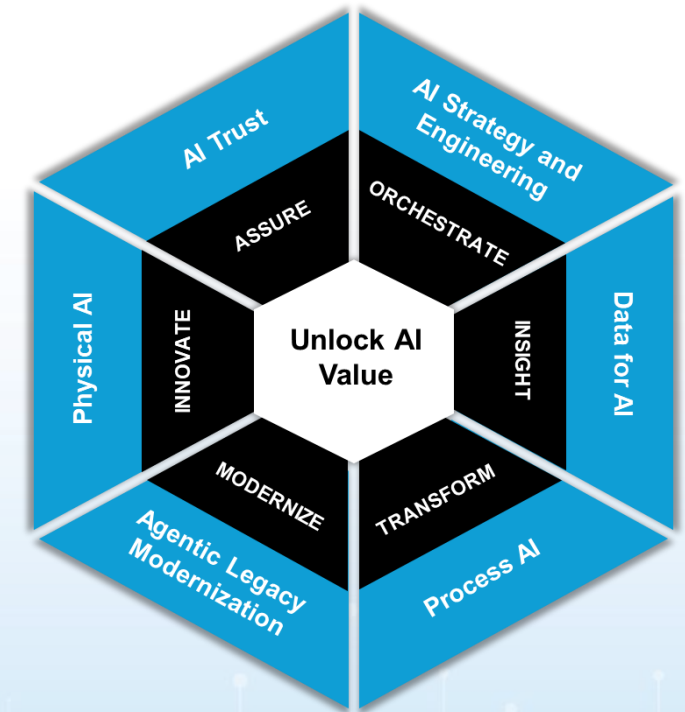 AI Trust
AI Strategy and
Engineering
ASSURE
ORCHESTRATE
Physical AI
INNOVATE
Unlock AI
Value
INSIGHT
Data for AI
MODERNIZE
TRANSFORM
Agentic Legacy
Modernization
Process AI